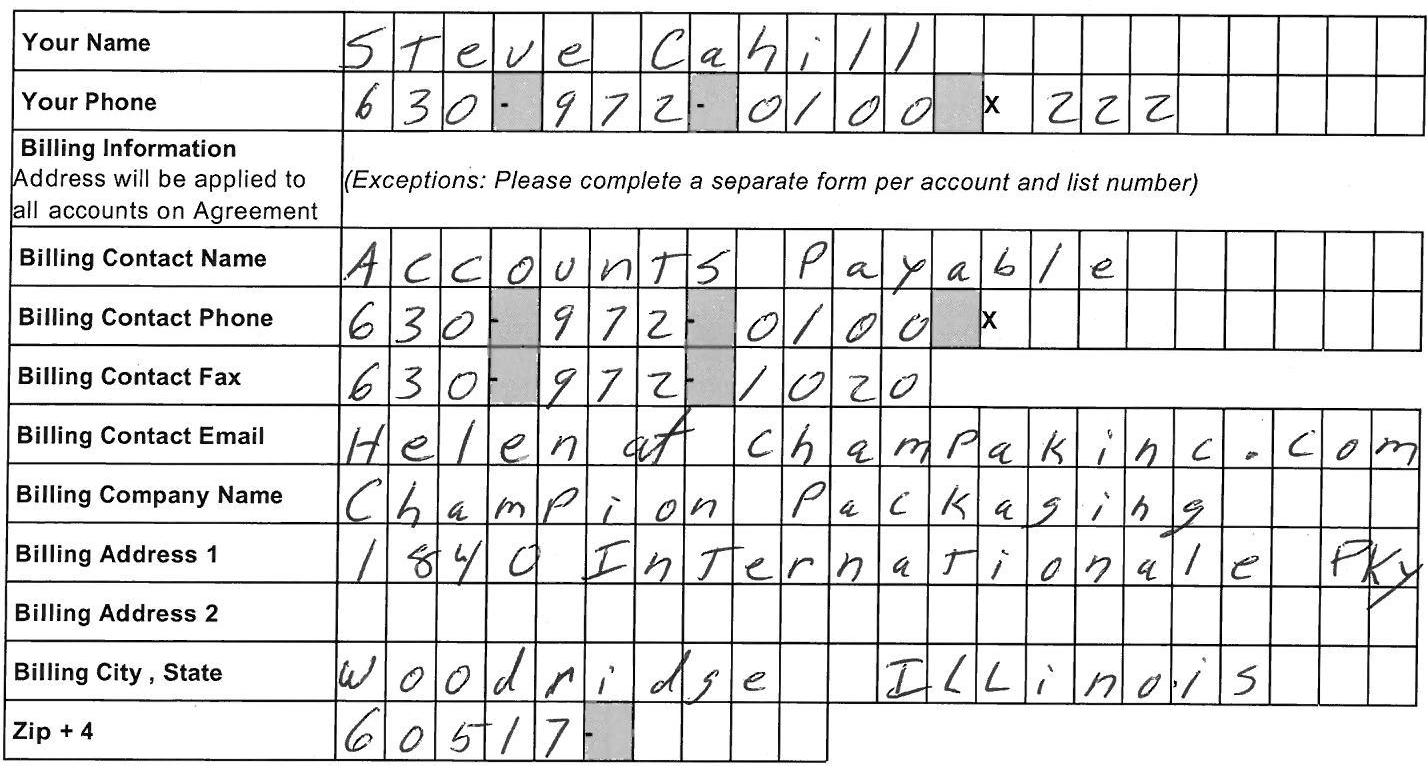 Your Name Steve Cahill
Your Phone 630-972-0100 x 222
Billing Information
Address will be applied to
all accounts on Agreement
(Exceptions: Please complete a separate form per account and list number)
Billing Contact Name Accounts Payable
Billing Contact Phone 630-972-0100 x
Billing Contact Fax 630-972-1020
Billing Contact Email Helen at ChamPakinc.com
Billing Company Name Champion Packaging
Billing Address 1 1840 Internationale PKy
Billing Address 2
Billing City , State Woodridge ILLinois
Zip + 4 60517-